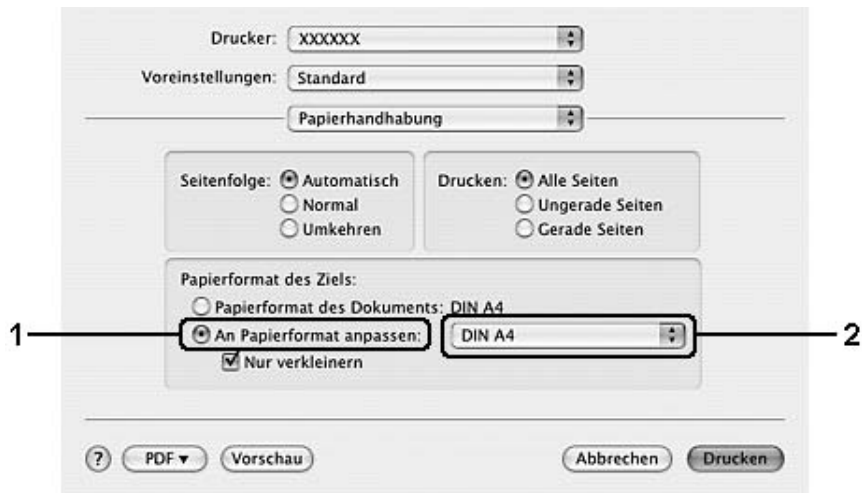 Drucker: XXXXXX
Voreinstellungen: Standard
Papierhandhabung
Seitenfolge: Automatisch
Normal
Umkehren
Drucken: Alle Seiten
Ungerade Seiten
Gerade Seiten
Papierformat des Ziels:
Papierformat des Dokuments: DIN A4
1 An Papierformat anpassen: DIN A4 2
Nur verkleinern
? PDF ▼ Vorschau Abbrechen Drucken